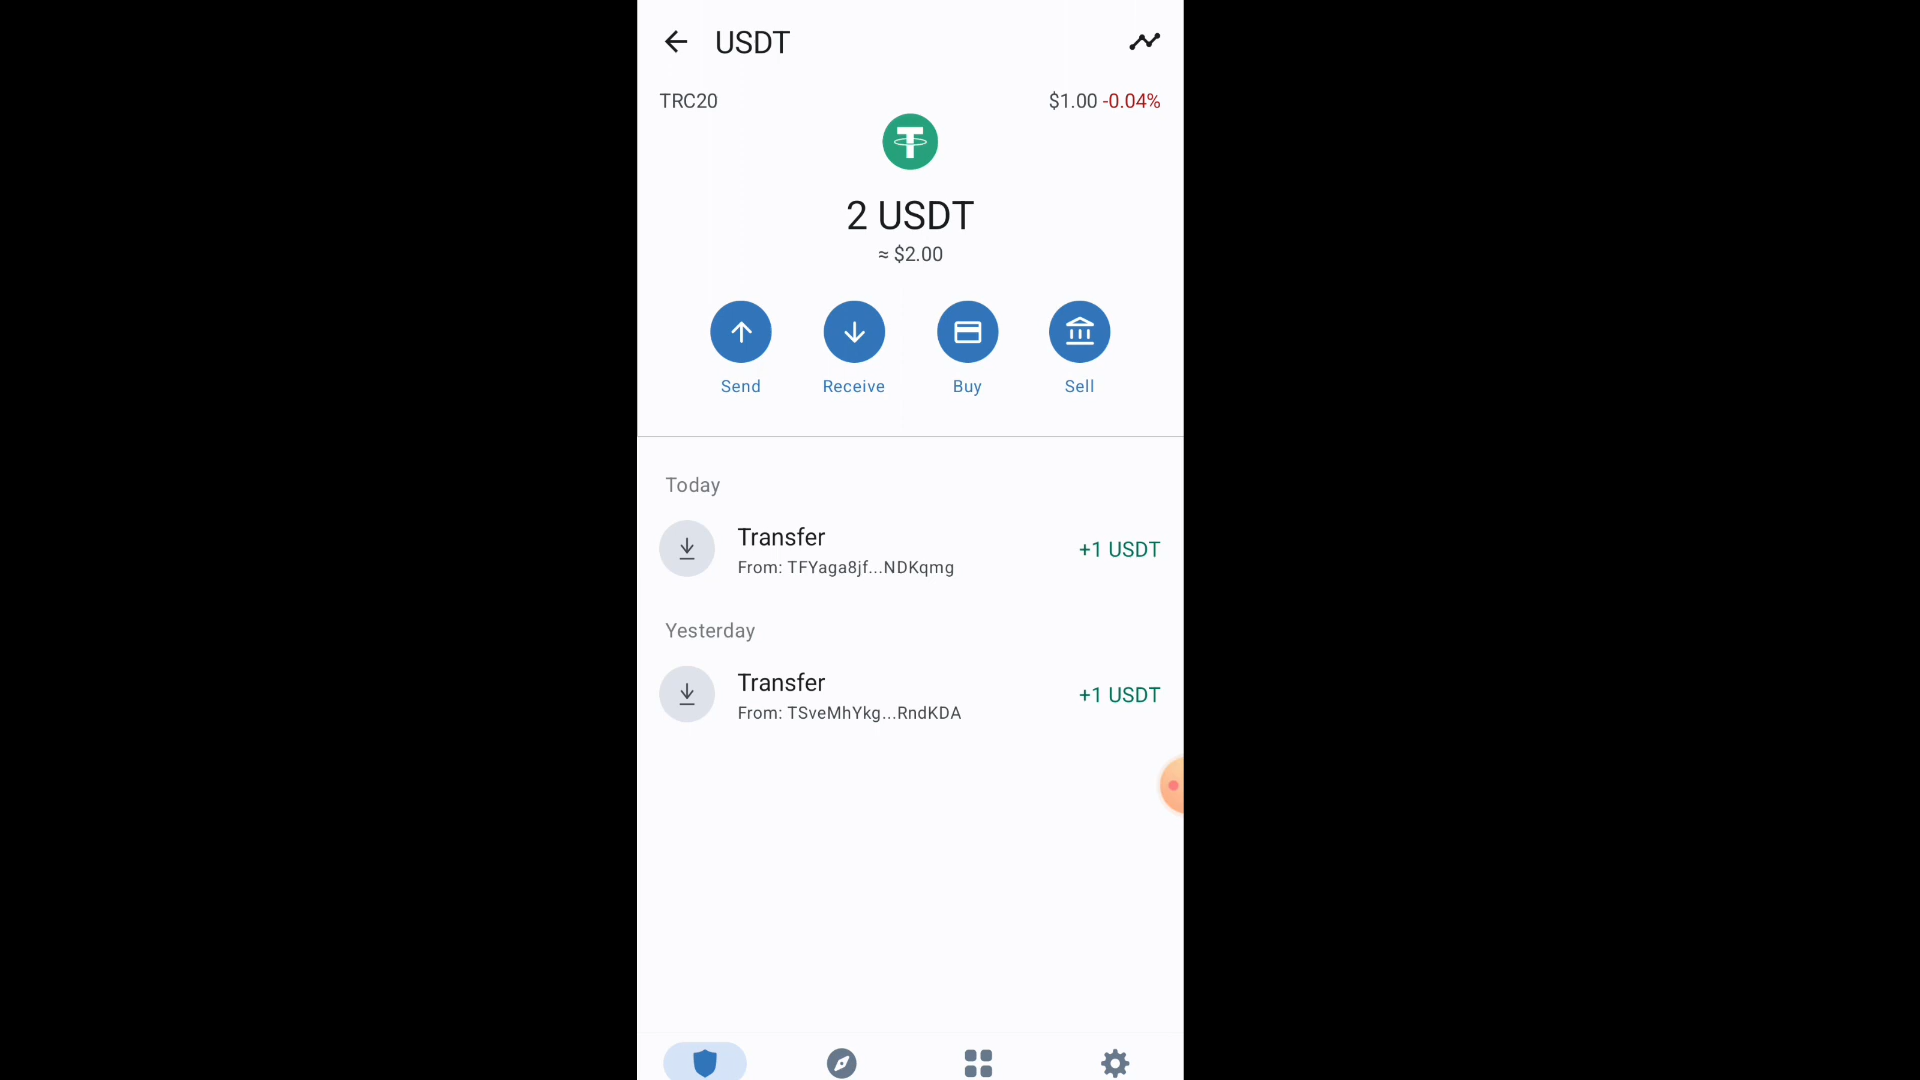 USDT
TRC20
$1.00 -0.04%
2 USDT
≈ $2.00
Send
Receive
Buy
Sell
Today
Transfer
From: TFYaga8jf...NDKqmg
+1 USDT
Yesterday
Transfer
From: TSveMhYkg...RndKDA
+1 USDT